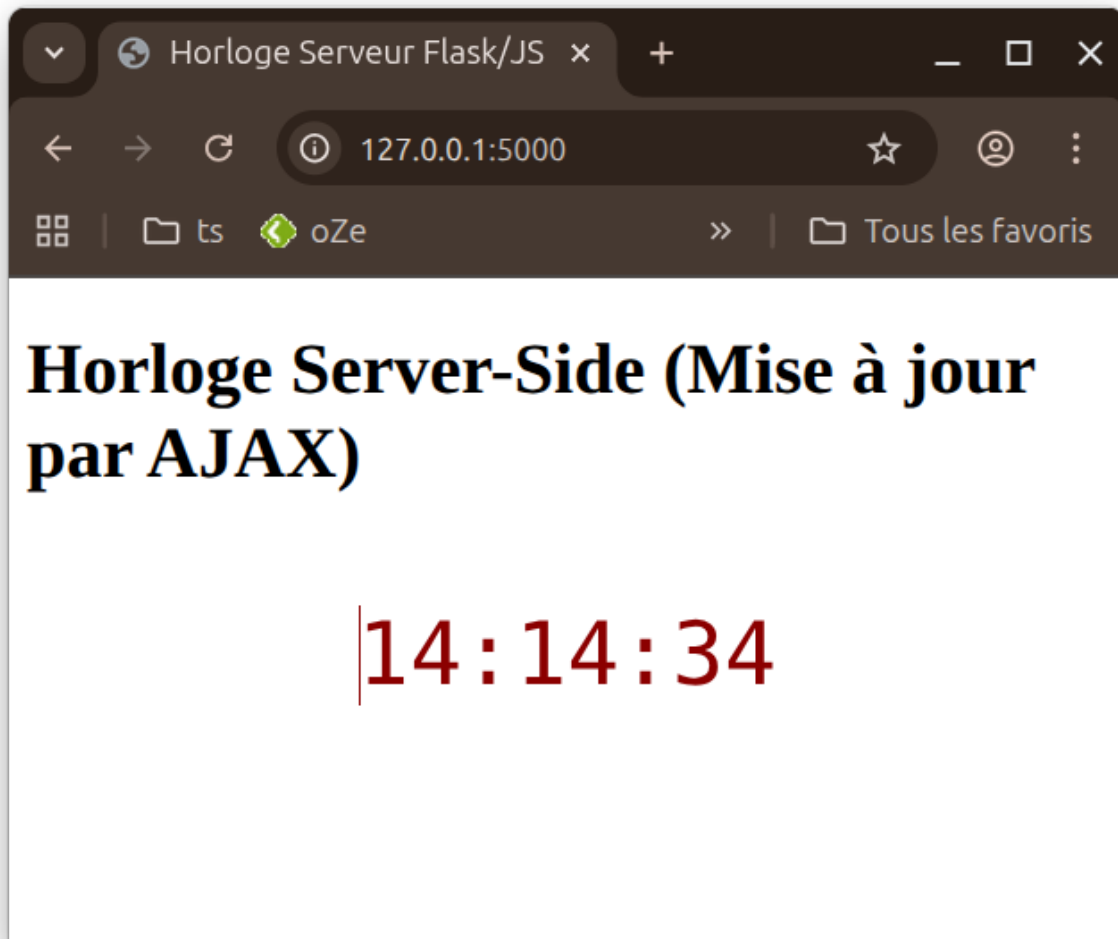 Horloge Serveur Flask/JS
127.0.0.1:5000
ts oZe Tous les favoris
Horloge Server-Side (Mise à jour
par AJAX)
14:14:34